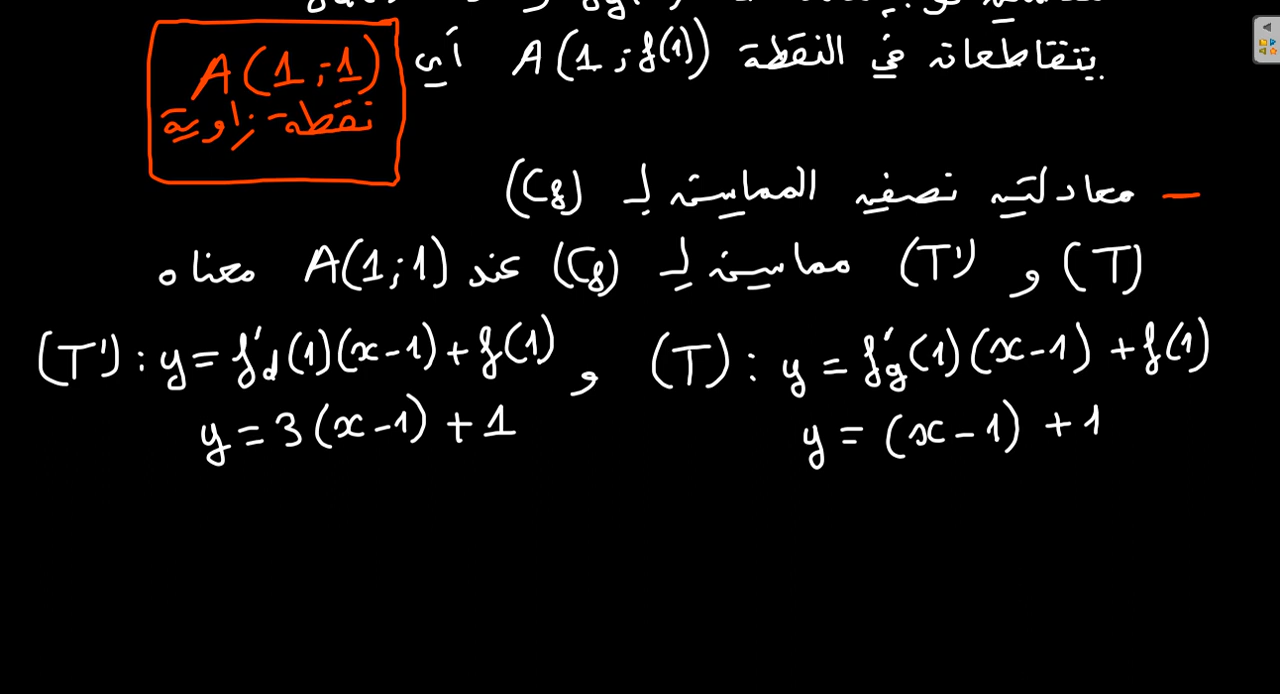 يتقاطعان في النقطة A(1;f(1)) أي
A(1;1)
نقطة زاوية
— معادلتي نصفي المماسين لـ (Cf)
(T) و (T') مماسين لـ (Cf) عند A(1;1) معناه
(T) : y = f'g(1)(x-1) + f(1) و (T') : y = f'd(1)(x-1) + f(1)
y = (x-1) + 1
y = 3(x-1) + 1